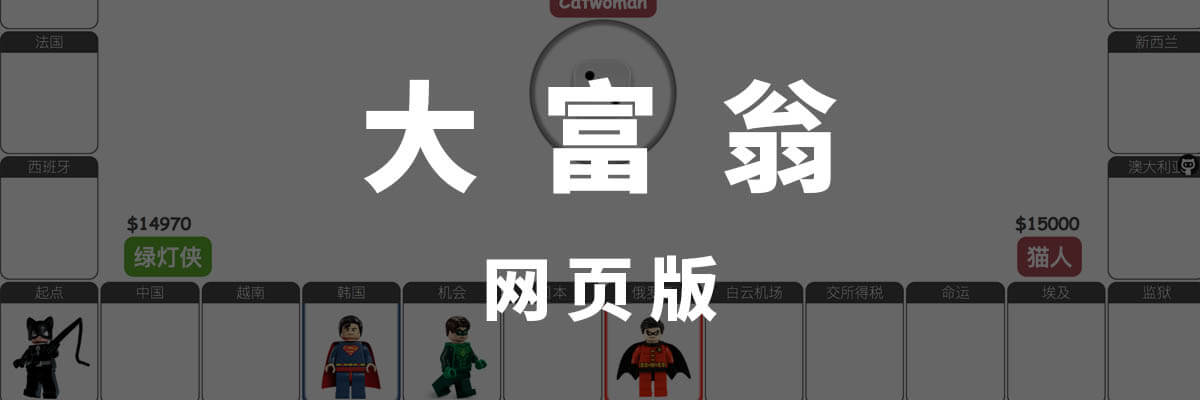 Catwoman
法国
新西兰
大富翁
西班牙
澳大利亚
$14970
$15000
绿灯侠
猫人
网页版
起点
中国
越南
韩国
机会
日本
俄罗
白云机场
交所得税
命运
埃及
监狱